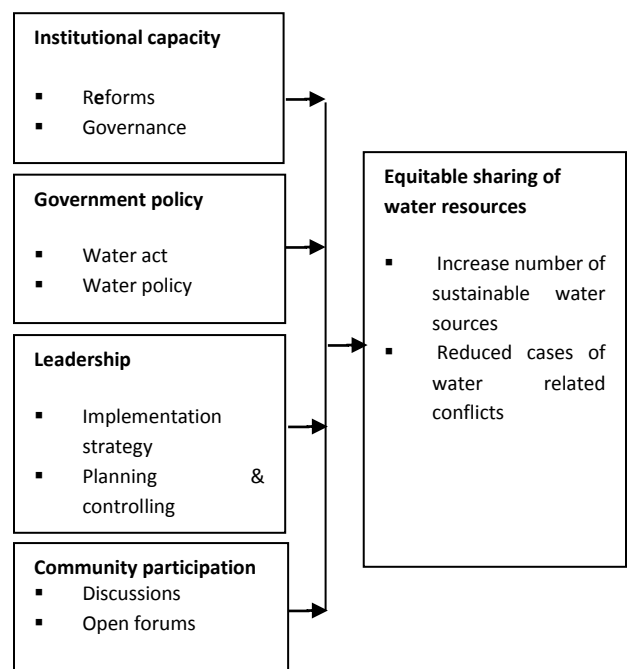 Institutional capacity
▪ Reforms
▪ Governance
Government policy
▪ Water act
▪ Water policy
Leadership
▪ Implementation
strategy
▪ Planning &
controlling
Community participation
▪ Discussions
▪ Open forums
Equitable sharing of
water resources
▪ Increase number of
sustainable water
sources
▪ Reduced cases of
water related
conflicts